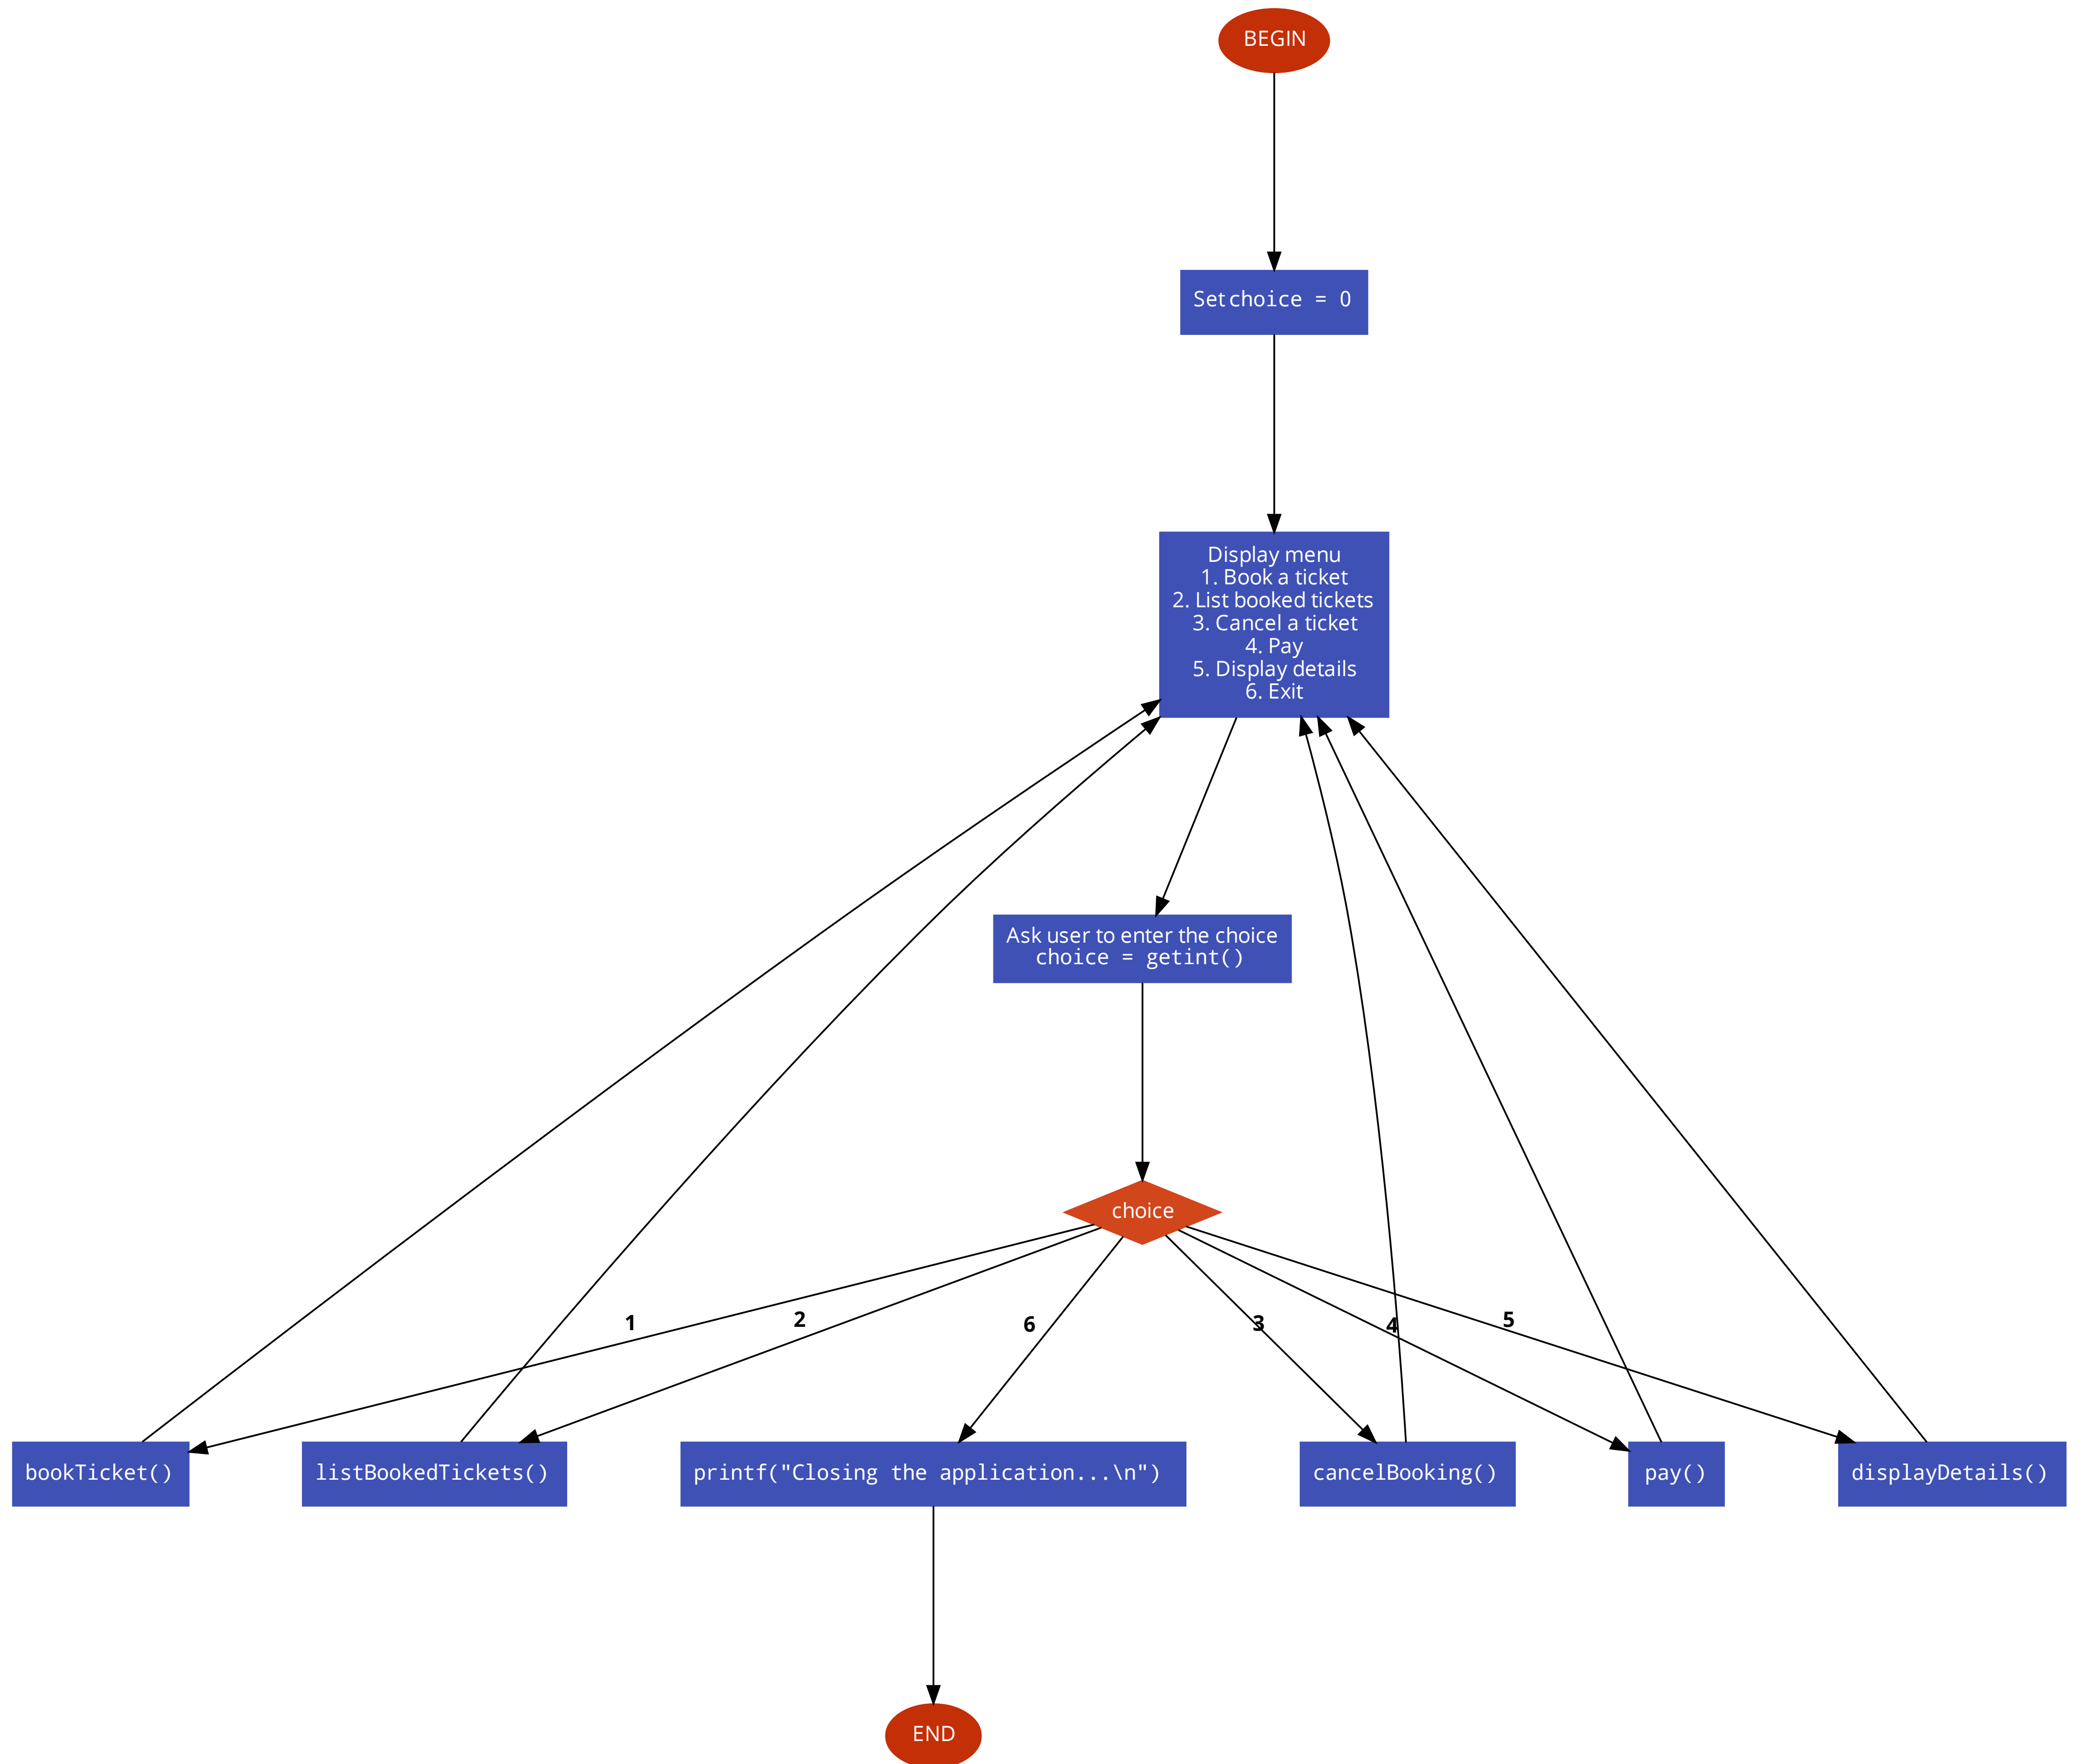 BEGIN
Setchoice = 0
Display menu
1. Book a ticket
2. List booked tickets
3. Cancel a ticket
4. Pay
5. Display details
6. Exit
Ask user to enter the choice
choice = getint()
choice
1
2
6
3
4
5
bookTicket()
listBookedTickets()
printf("Closing the application...\n")
cancelBooking()
pay()
displayDetails()
END